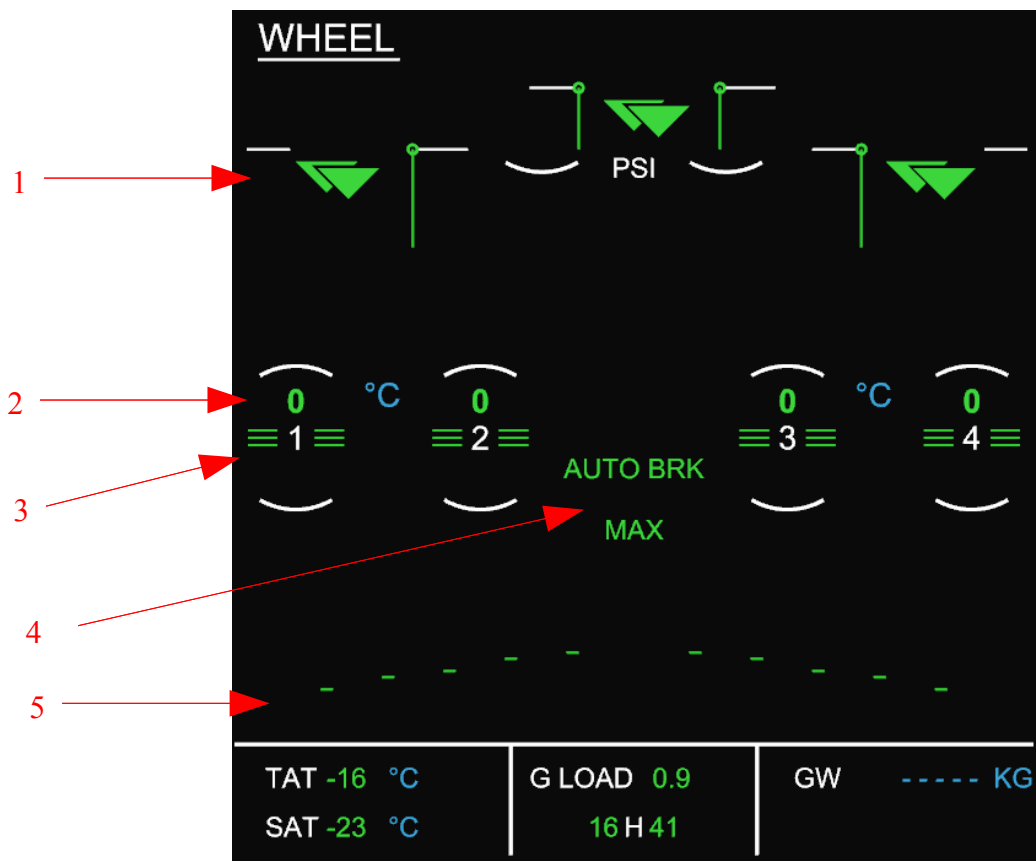 WHEEL
PSI
1
2 0 °C 0 0 °C 0
1 2 3 4
AUTO BRK
3
MAX
4
5
TAT -16 °C G LOAD 0.9 GW - - - - - KG
SAT -23 °C 16 H 41